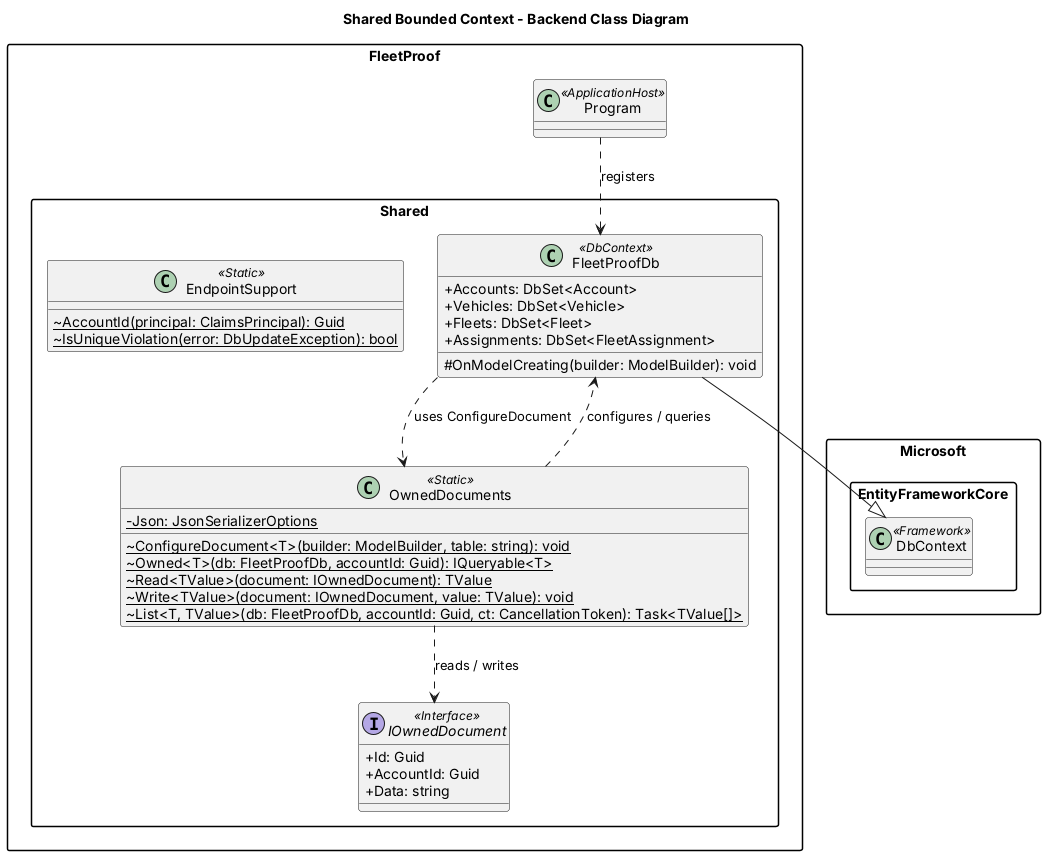 Shared Bounded Context - Backend Class Diagram
FleetProof
C «ApplicationHost»
Program
registers
Shared
C «Static»
EndpointSupport
~AccountId(principal: ClaimsPrincipal): Guid
~IsUniqueViolation(error: DbUpdateException): bool
C «DbContext»
FleetProofDb
+Accounts: DbSet<Account>
+Vehicles: DbSet<Vehicle>
+Fleets: DbSet<Fleet>
+Assignments: DbSet<FleetAssignment>
#OnModelCreating(builder: ModelBuilder): void
uses ConfigureDocument
configures / queries
Microsoft
EntityFrameworkCore
C «Framework»
DbContext
C «Static»
OwnedDocuments
-Json: JsonSerializerOptions
~ConfigureDocument<T>(builder: ModelBuilder, table: string): void
~Owned<T>(db: FleetProofDb, accountId: Guid): IQueryable<T>
~Read<TValue>(document: IOwnedDocument): TValue
~Write<TValue>(document: IOwnedDocument, value: TValue): void
~List<T, TValue>(db: FleetProofDb, accountId: Guid, ct: CancellationToken): Task<TValue[]>
reads / writes
I «Interface»
IOwnedDocument
+Id: Guid
+AccountId: Guid
+Data: string